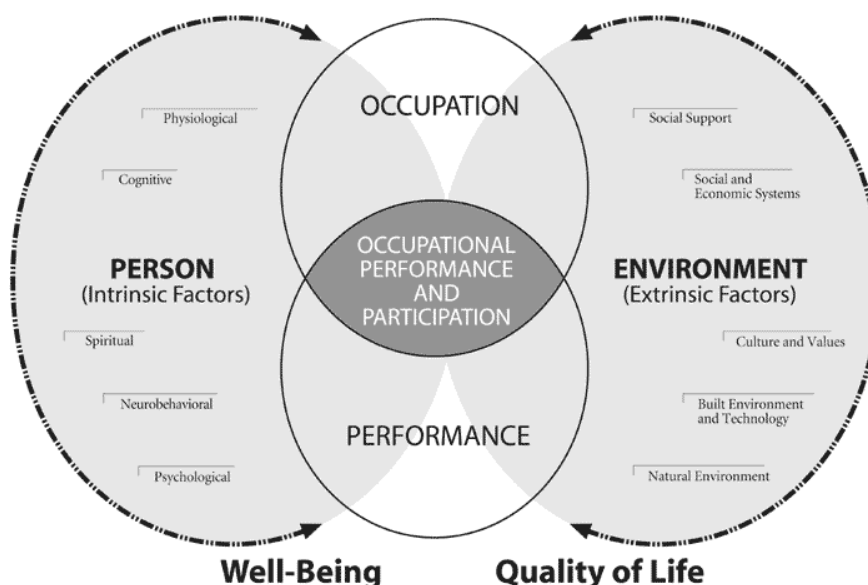 OCCUPATION
Physiological
Cognitive
PERSON
(Intrinsic Factors)
Spiritual
Neurobehavioral
Psychological
OCCUPATIONAL
PERFORMANCE
AND
PARTICIPATION
PERFORMANCE
Social Support
Social and
Economic Systems
ENVIRONMENT
(Extrinsic Factors)
Culture and Values
Built Environment
and Technology
Natural Environment
Well-Being
Quality of Life